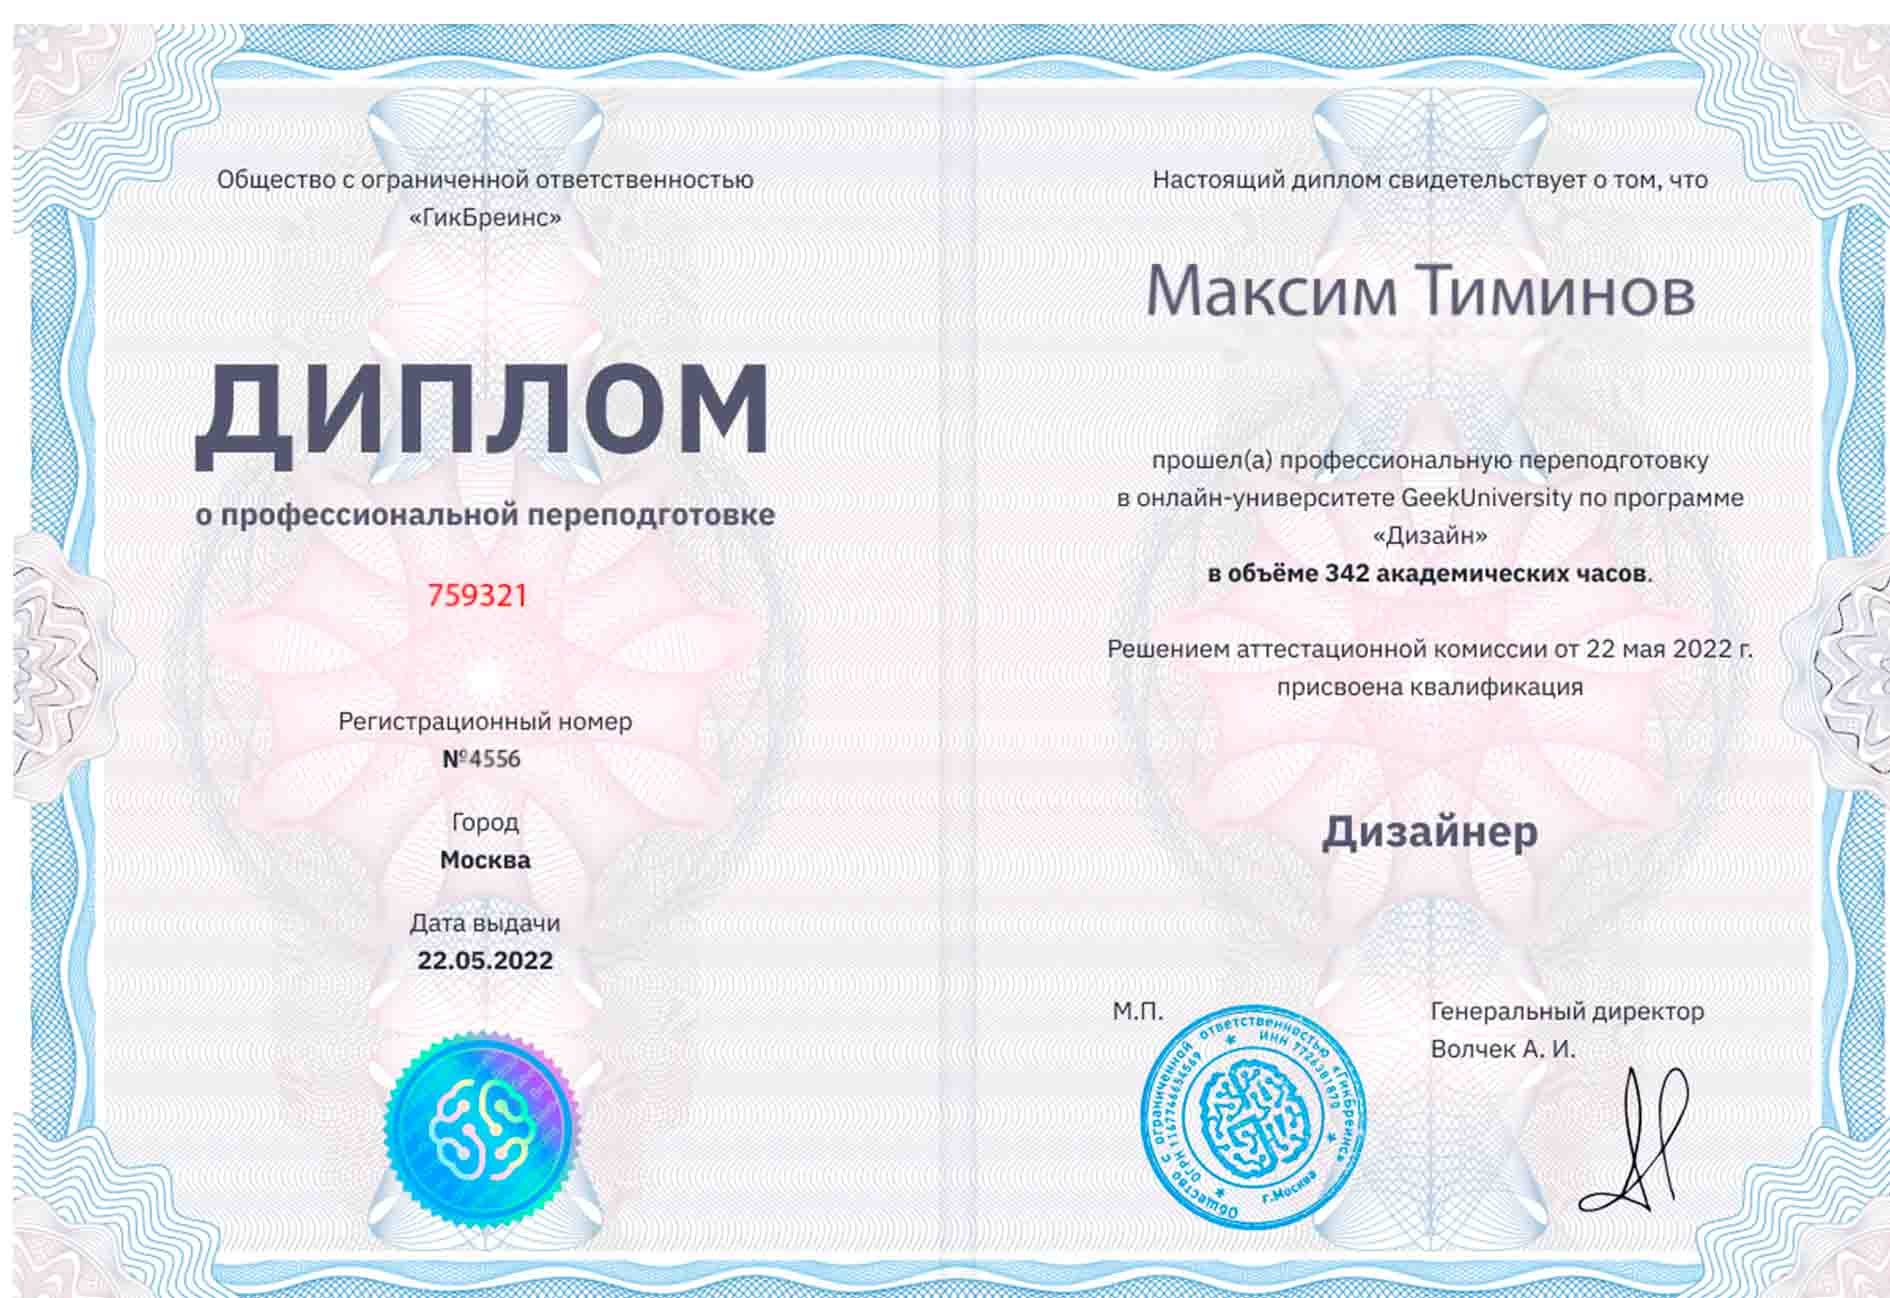 Общество с ограниченной ответственностью
«ГикБреинс»
ДИПЛОМ
о профессиональной переподготовке
759321
Регистрационный номер
№4556
Город
Москва
Дата выдачи
22.05.2022
Настоящий диплом свидетельствует о том, что
Максим Тиминов
прошел(а) профессиональную переподготовку
в онлайн-университете GeekUniversity по программе
«Дизайн»
в объёме 342 академических часов.
Решением аттестационной комиссии от 22 мая 2022 г.
присвоена квалификация
Дизайнер
М.П.
Общество с ограниченной ответственностью «ГикБреинс»
ОГРН 1167746654569
ИНН 7726381870
г.Москва
Генеральный директор
Волчек А. И.